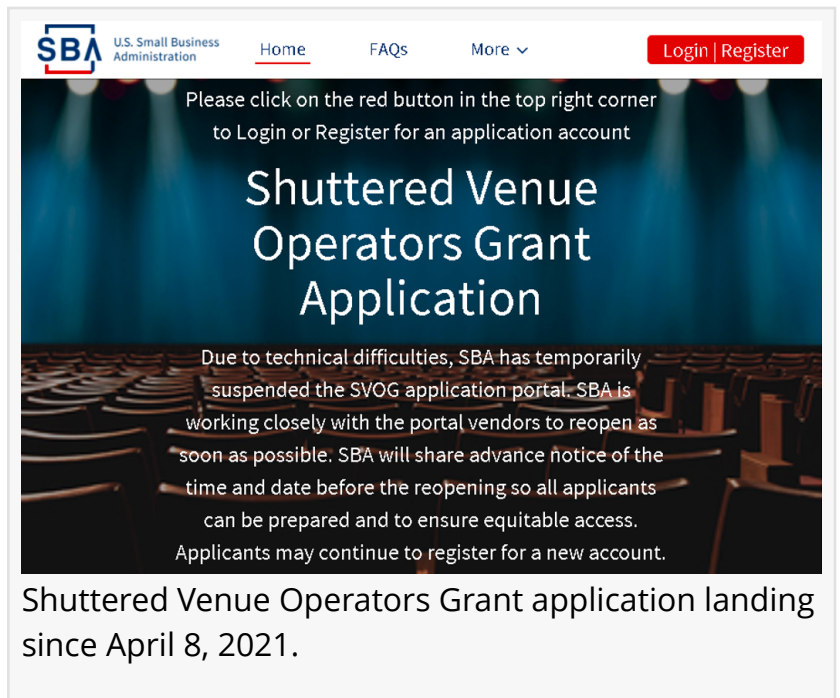 SBA U.S. Small Business
Administration
Home FAQs More Login | Register
Please click on the red button in the top right corner
to Login or Register for an application account
Shuttered Venue
Operators Grant
Application
Due to technical difficulties, SBA has temporarily
suspended the SVOG application portal. SBA is
working closely with the portal vendors to reopen as
soon as possible. SBA will share advance notice of the
time and date before the reopening so all applicants
can be prepared and to ensure equitable access.
Applicants may continue to register for a new account.
Shuttered Venue Operators Grant application landing
since April 8, 2021.